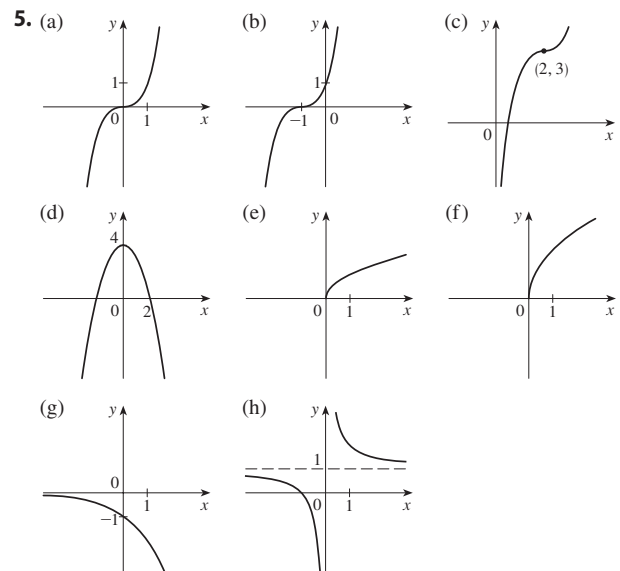 5. (a) (b) (c)
y y y
1 1 (2, 3)
0 1 x −1 0 x 0 x
(d) (e) (f)
y y y
4
0 2 x 0 1 x 0 1 x
(g) (h)
y y
0 1
1 x 0 1 x
−1